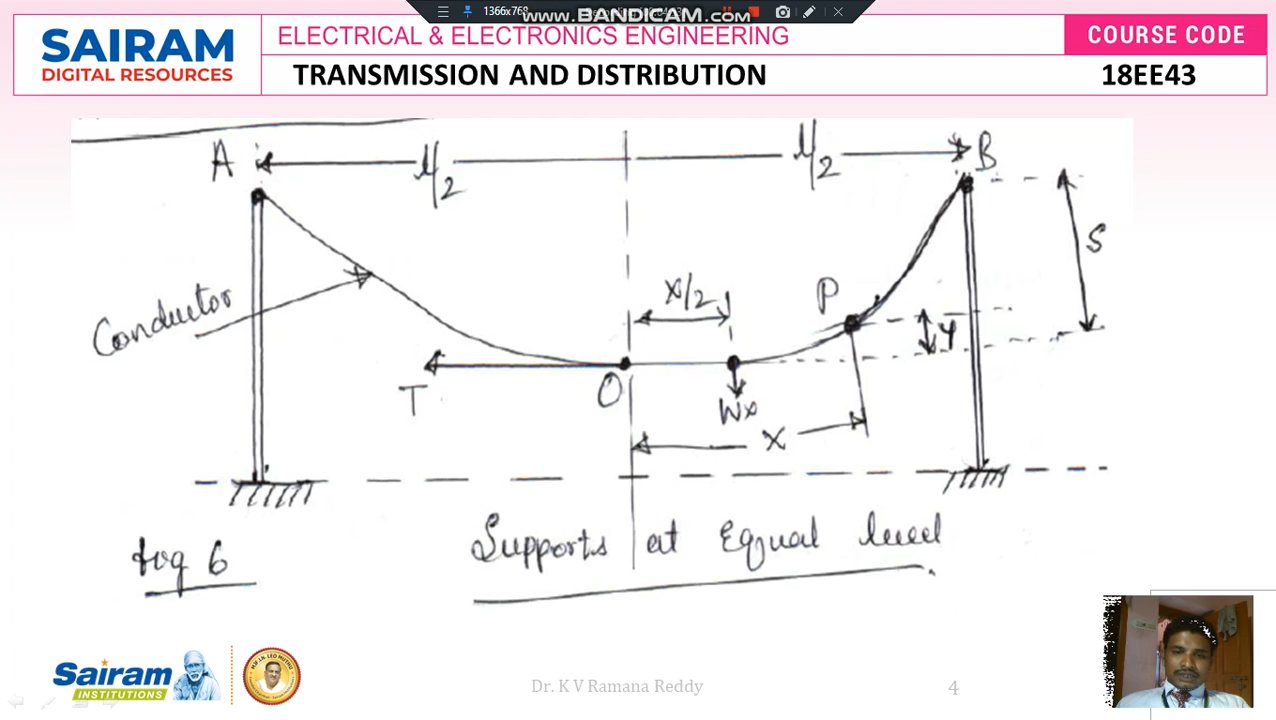 1366x768
www.BANDICAM.com
SAIRAM
DIGITAL RESOURCES
ELECTRICAL & ELECTRONICS ENGINEERING
COURSE CODE
TRANSMISSION AND DISTRIBUTION
18EE43
A
l/2
l/2
B
S
Conductor
X/2
P
Y
T
O
Wx
X
Supports at Equal level
fig 6
Sairam
INSTITUTIONS
Dr. K V Ramana Reddy
4